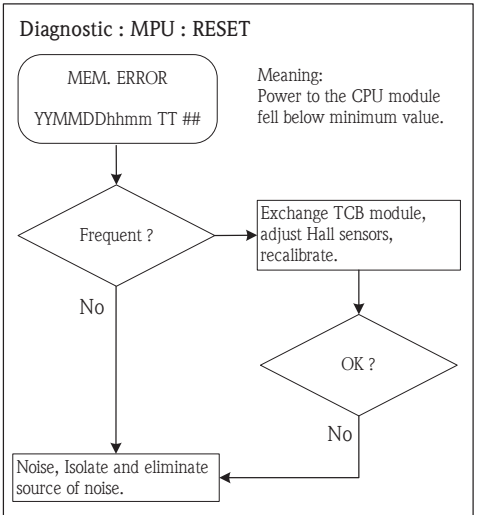 Diagnostic : MPU : RESET
MEM. ERROR
YYMMDDhhmm TT ##
Meaning:
Power to the CPU module
fell below minimum value.
Frequent ?
Exchange TCB module,
adjust Hall sensors,
recalibrate.
No
OK ?
No
Noise, Isolate and eliminate
source of noise.